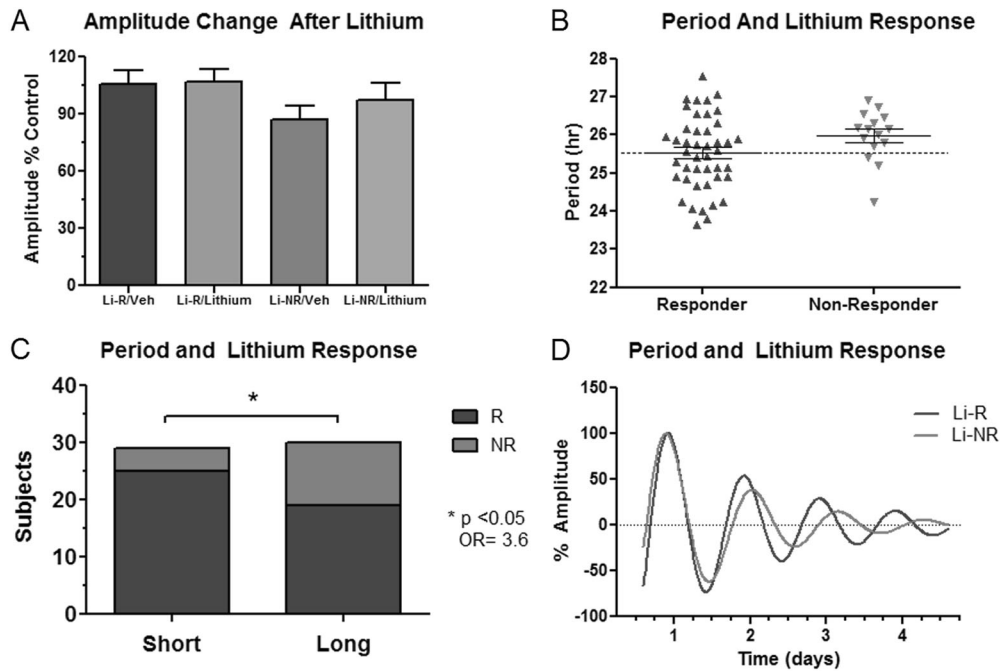 A
Amplitude Change After Lithium
Amplitude % Control
120
90
60
30
0
Li-R/Veh
Li-R/Lithium
Li-NR/Veh
Li-NR/Lithium
B
Period And Lithium Response
Period (hr)
28
27
26
25
24
23
22
Responder
Non-Responder
C
Period and Lithium Response
Subjects
40
30
20
10
0
*
Short
Long
R
NR
* p <0.05
OR= 3.6
D
Period and Lithium Response
% Amplitude
150
100
50
0
-50
-100
1
2
3
4
Time (days)
Li-R
Li-NR